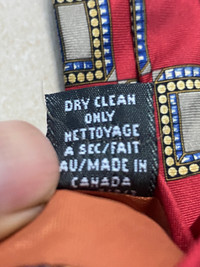 DRY CLEAN
ONLY
NETTOYAGE
A SEC/FAIT
AU/MADE IN
CANADA